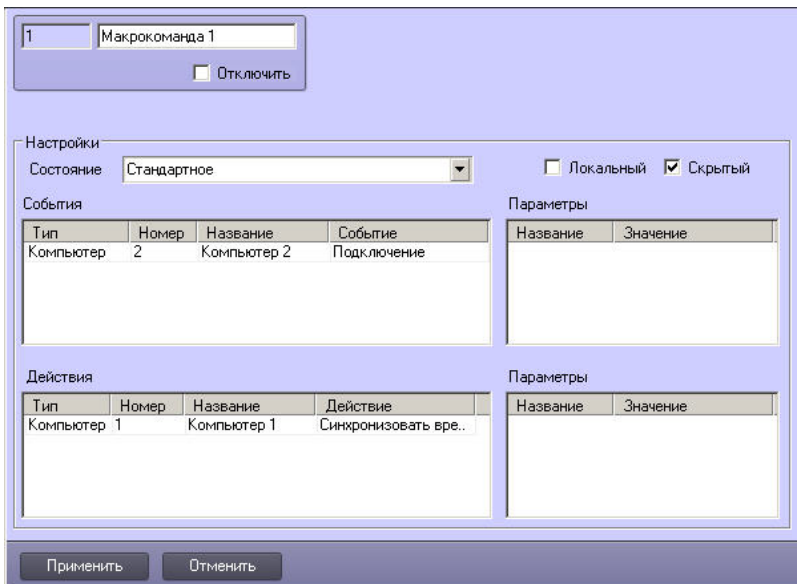 1 Макрокоманда 1
Отключить
Настройки
Состояние Стандартное Локальный Скрытый
События Параметры
Тип Номер Название Событие Название Значение
Компьютер 2 Компьютер 2 Подключение
Действия Параметры
Тип Номер Название Действие Название Значение
Компьютер 1 Компьютер 1 Синхронизовать вре..
Применить Отменить